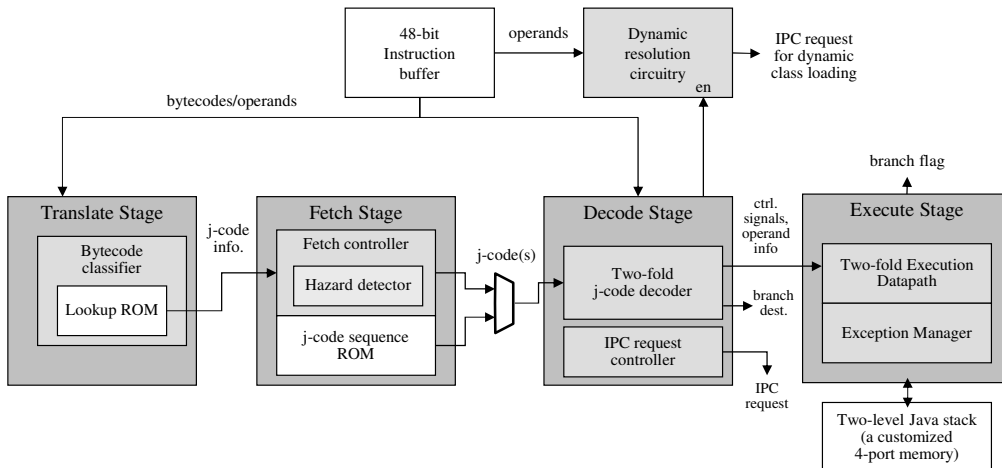 48-bit
Instruction
buffer
operands
Dynamic
resolution
circuitry
en
IPC request
for dynamic
class loading
bytecodes/operands
branch flag
Translate Stage
Bytecode
classifier
Lookup ROM
j-code
info.
Fetch Stage
Fetch controller
Hazard detector
j-code sequence
ROM
j-code(s)
Decode Stage
Two-fold
j-code decoder
IPC request
controller
ctrl.
signals,
operand
info
branch
dest.
IPC
request
Execute Stage
Two-fold Execution
Datapath
Exception Manager
Two-level Java stack
(a customized
4-port memory)